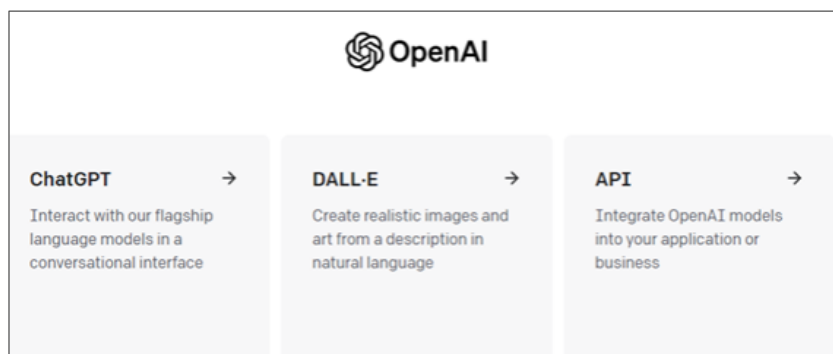 OpenAI
ChatGPT →
Interact with our flagship
language models in a
conversational interface
DALL·E →
Create realistic images and
art from a description in
natural language
API →
Integrate OpenAI models
into your application or
business